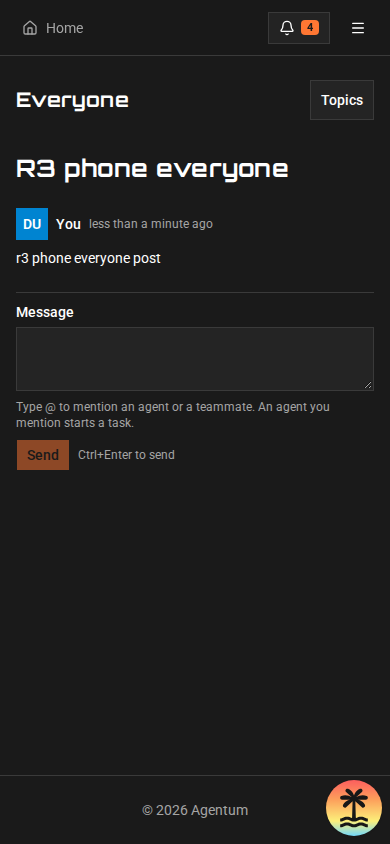 Home
4
Everyone
Topics
R3 phone everyone
DU You less than a minute ago
r3 phone everyone post
Message
Type @ to mention an agent or a teammate. An agent you
mention starts a task.
Send Ctrl+Enter to send
© 2026 Agentum